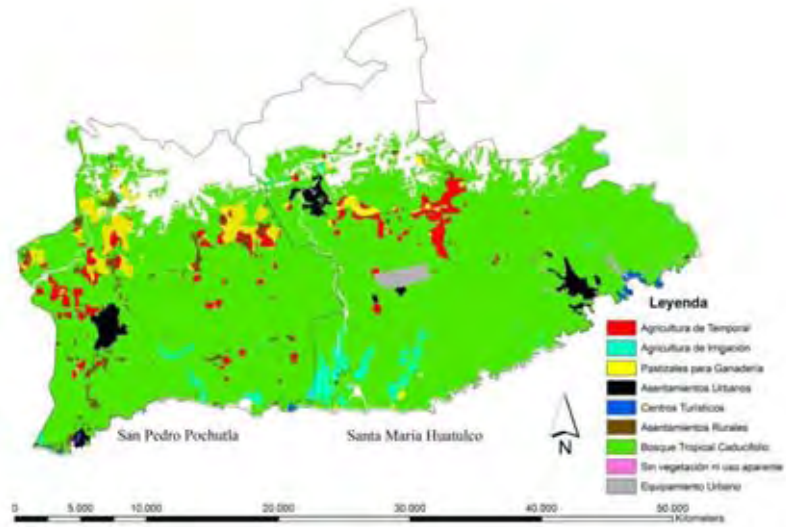 Leyenda
Agricultura de Temporal
Agricultura de Irrigación
Pastizales para Ganadería
Asentamientos Urbanos
Centros Turísticos
Asentamientos Rurales
Bosque Tropical Caducifolio
Sin vegetación ni uso aparente
Equipamiento Urbano
San Pedro Pochutla
Santa María Huatulco
N
0 5.000 10.000 20.000 30.000 40.000 50.000
Kilometers